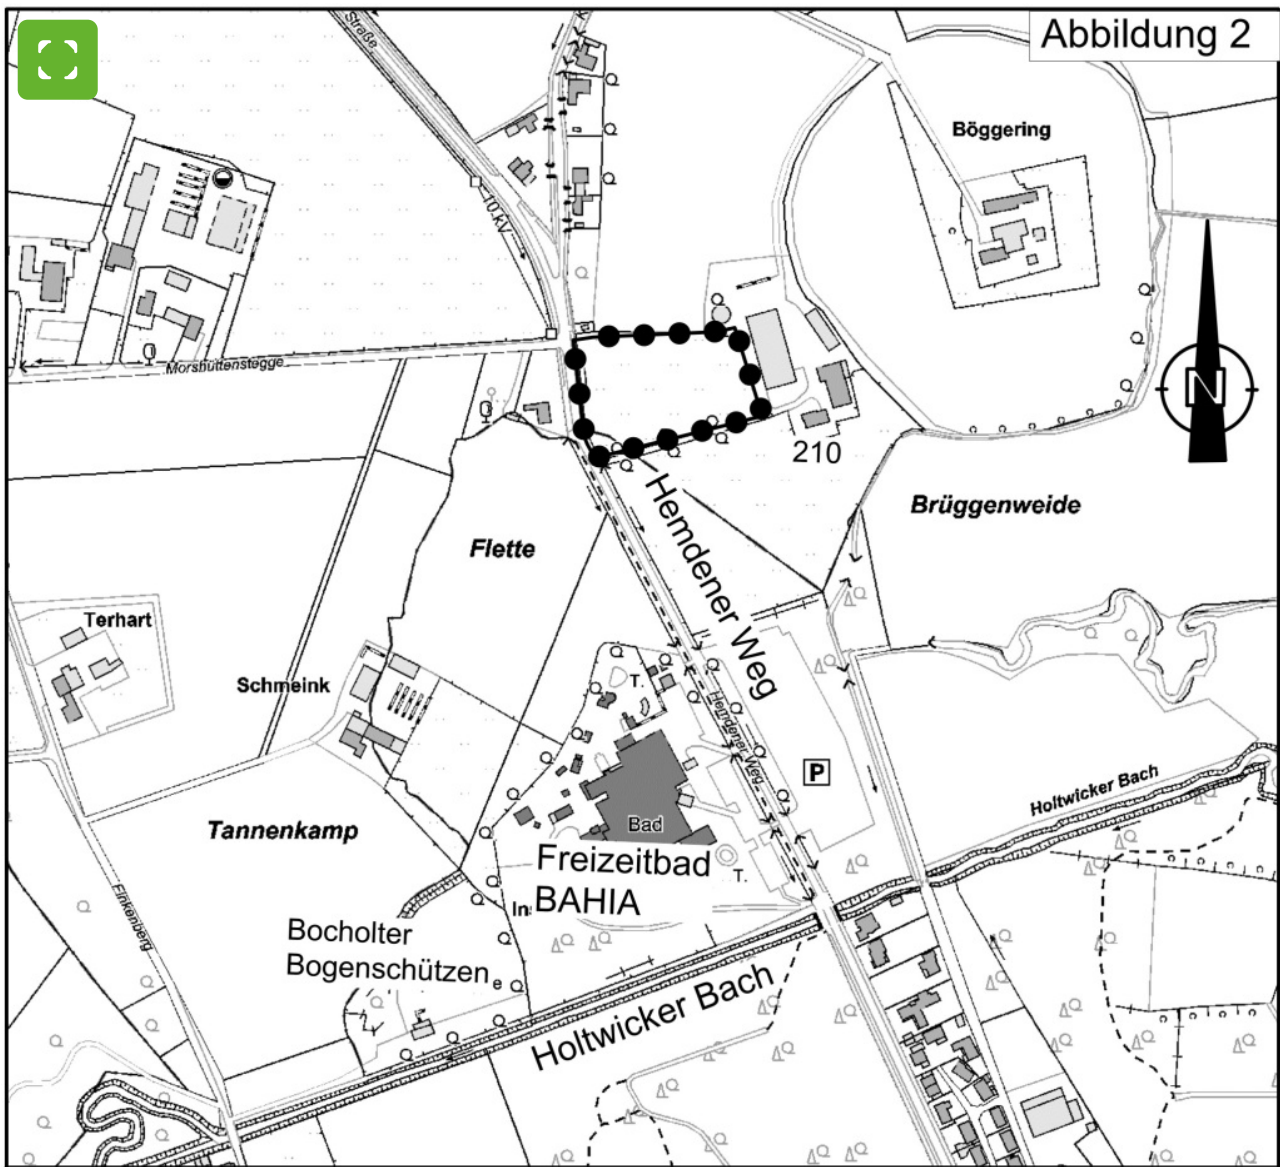 Abbildung 2
Straße
Böggering
10 kV
N
Morshüttenstegge
210
Hemdener Weg
Brüggenweide
Flette
Terhart
Schmeink
T.
Hemdener Weg
P
Holtwicker Bach
Tannenkamp
Bad
Freizeitbad
BAHIA
T.
Finkenberg
Bocholter
Bogenschützen
Holtwicker Bach